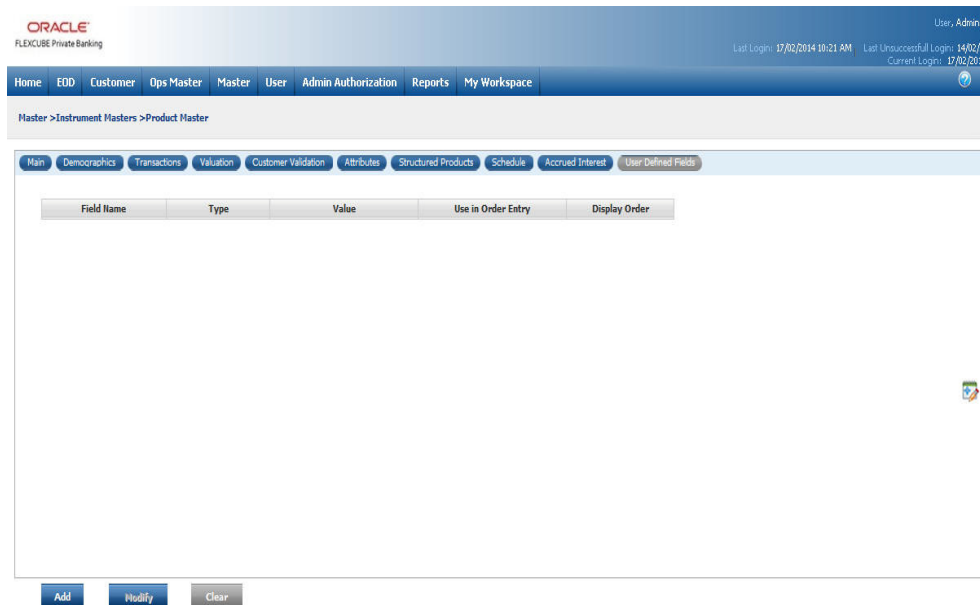 ORACLE
FLEXCUBE Private Banking
User, Admin
Last Login: 17/02/2014 10:21 AM Last Unsuccessfull Login: 14/02/
Current Login: 17/02/20
Home EOD Customer Ops Master Master User Admin Authorization Reports My Workspace
?
Master >Instrument Masters >Product Master
Main Demographics Transactions Valuation Customer Validation Attributes Structured Products Schedule Accrued Interest User Defined Fields
Field Name Type Value Use in Order Entry Display Order
Add Modify Clear